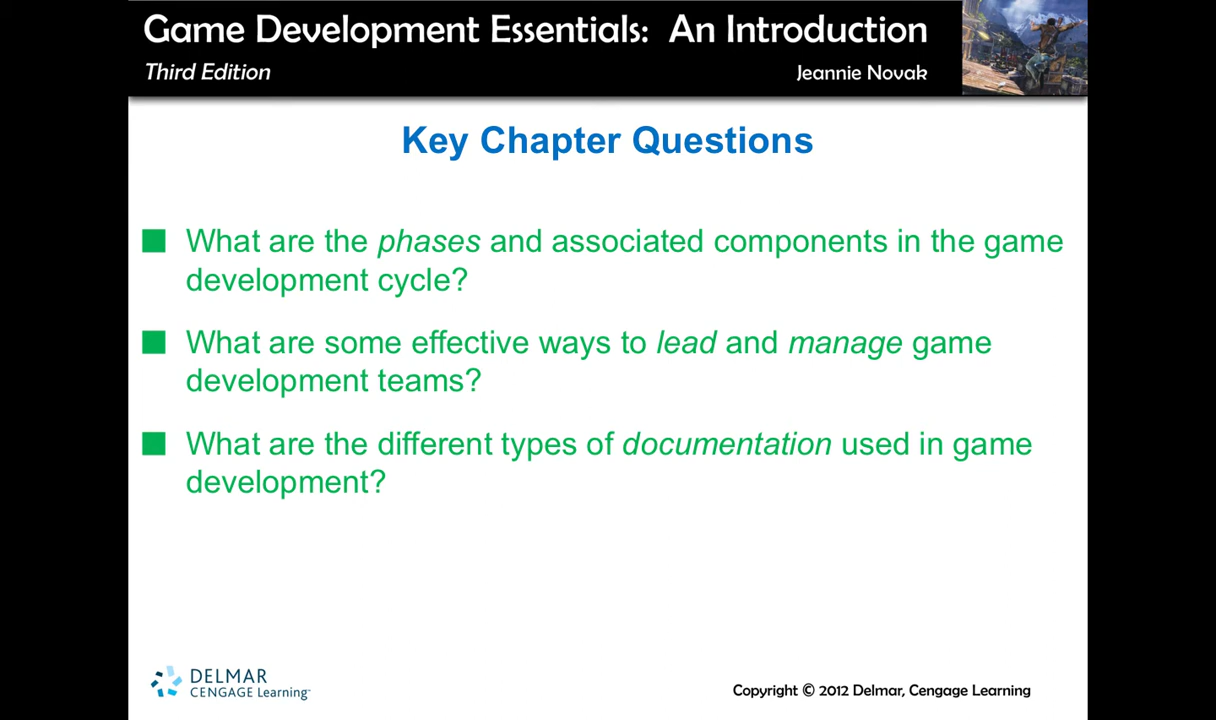 Game Development Essentials: An Introduction
Third Edition
Jeannie Novak
Key Chapter Questions
What are the phases and associated components in the game
development cycle?
What are some effective ways to lead and manage game
development teams?
What are the different types of documentation used in game
development?
DELMAR
CENGAGE Learning™
Copyright © 2012 Delmar, Cengage Learning